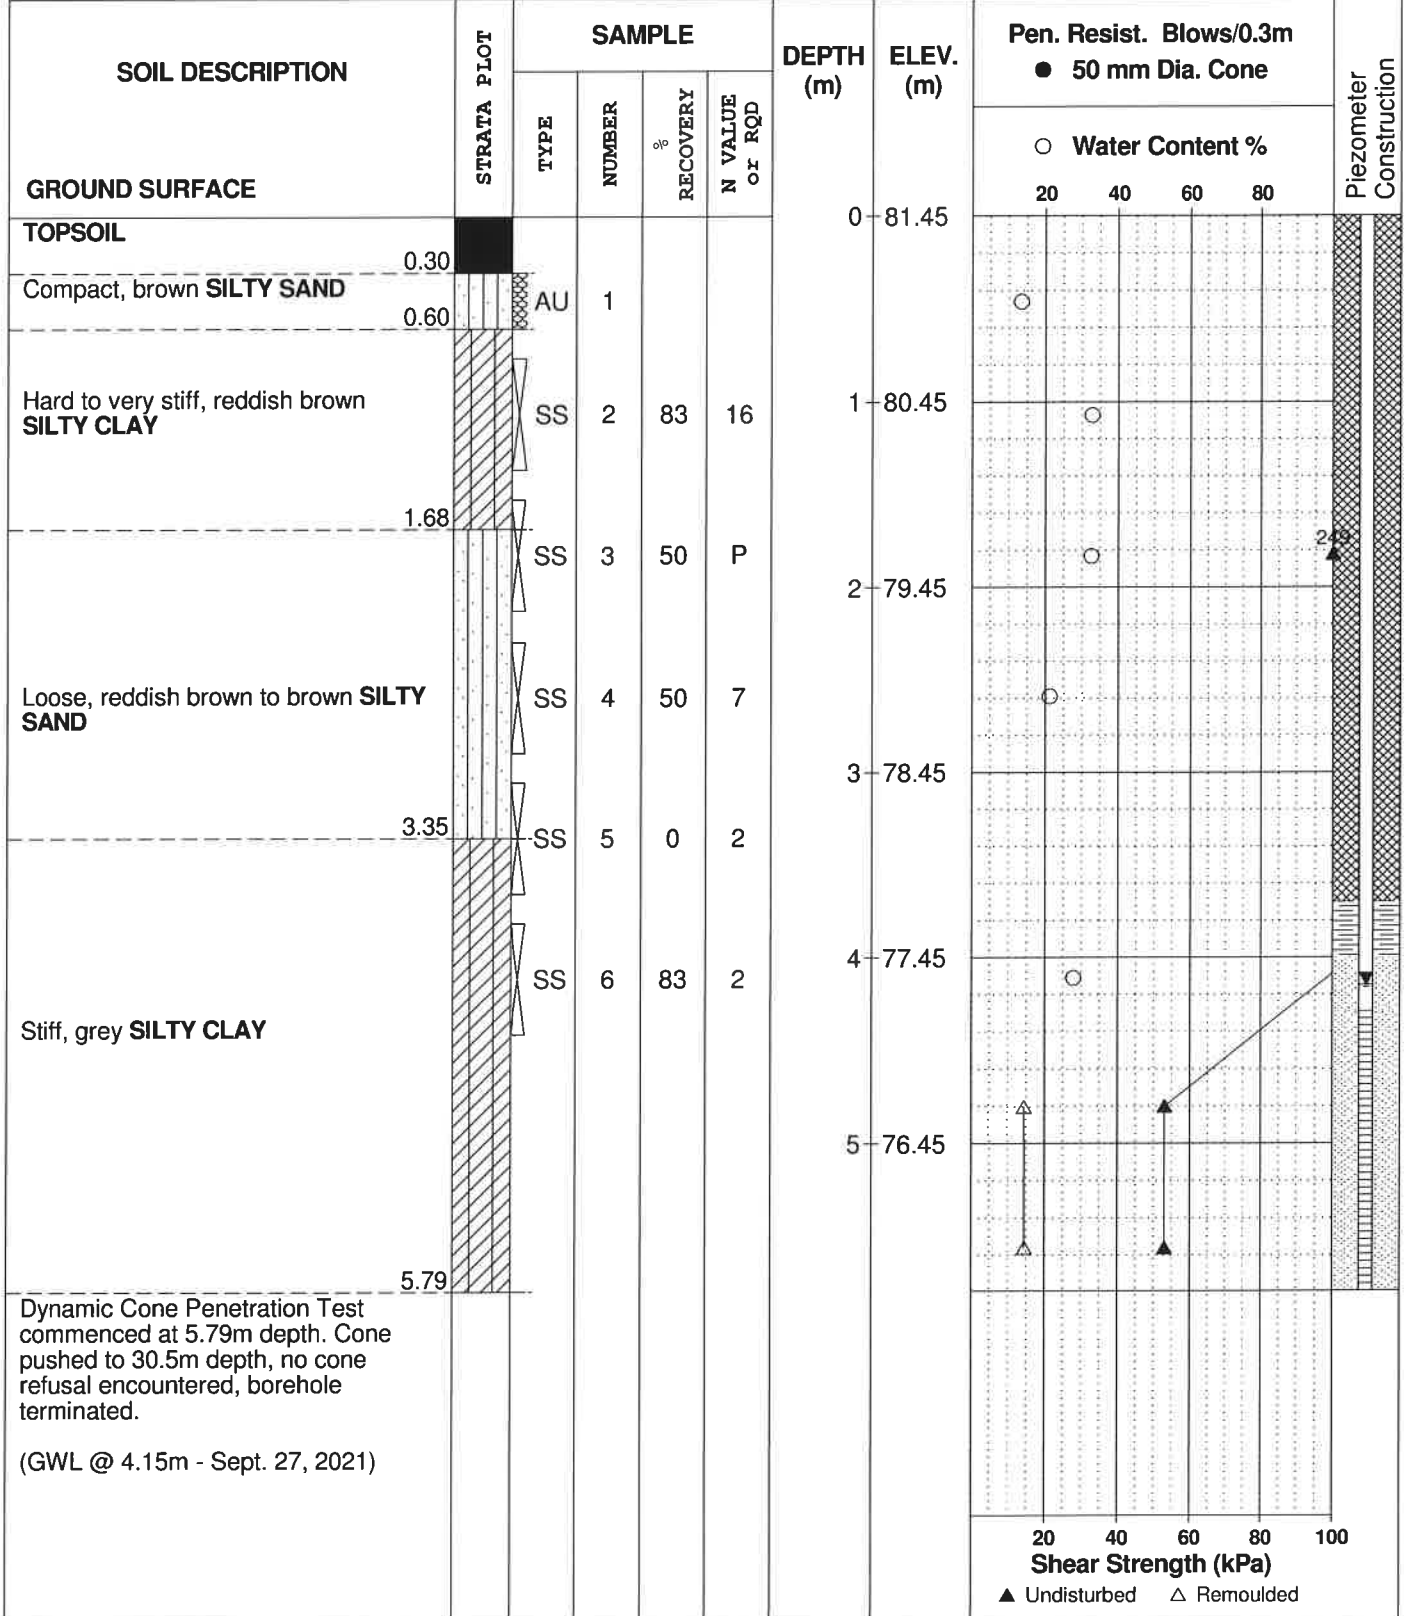 SOIL DESCRIPTION
GROUND SURFACE
STRATA PLOT
SAMPLE
TYPE
NUMBER
% RECOVERY
N VALUE or RQD
DEPTH (m)
ELEV. (m)
Pen. Resist. Blows/0.3m
● 50 mm Dia. Cone
○ Water Content %
20 40 60 80
Piezometer Construction
TOPSOIL
0.30
0 81.45
Compact, brown SILTY SAND
0.60
AU 1
Hard to very stiff, reddish brown
SILTY CLAY
1.68
SS 2 83 16
1 80.45
SS 3 50 P
249
2 79.45
Loose, reddish brown to brown SILTY
SAND
3.35
SS 4 50 7
3 78.45
SS 5 0 2
4 77.45
SS 6 83 2
Stiff, grey SILTY CLAY
5 76.45
5.79
Dynamic Cone Penetration Test
commenced at 5.79m depth. Cone
pushed to 30.5m depth, no cone
refusal encountered, borehole
terminated.
(GWL @ 4.15m - Sept. 27, 2021)
20 40 60 80 100
Shear Strength (kPa)
▲ Undisturbed △ Remoulded